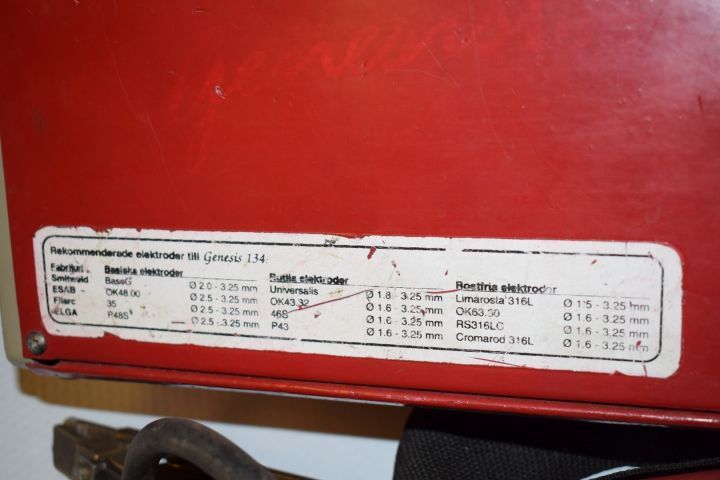 Genesis
Rekommenderade elektroder till Genesis 134:
Fabrikat Basiska elektroder Rutila elektroder Rostfria elektroder
Smitweld BaseG Ø 2.0 - 3.25 mm Universalis Ø 1.6 - 3.25 mm Limarosta 316L Ø 1.5 - 3.25 mm
ESAB OK48.00 Ø 2.5 - 3.25 mm OK43.32 Ø 1.6 - 3.25 mm OK63.30 Ø 1.6 - 3.25 mm
Filarc 35 Ø 2.5 - 3.25 mm 46S Ø 1.6 - 3.25 mm RS316LC Ø 1.6 - 3.25 mm
ELGA P48S Ø 2.5 - 3.25 mm P43 Ø 1.6 - 3.25 mm Cromarod 316L Ø 1.6 - 3.25 mm